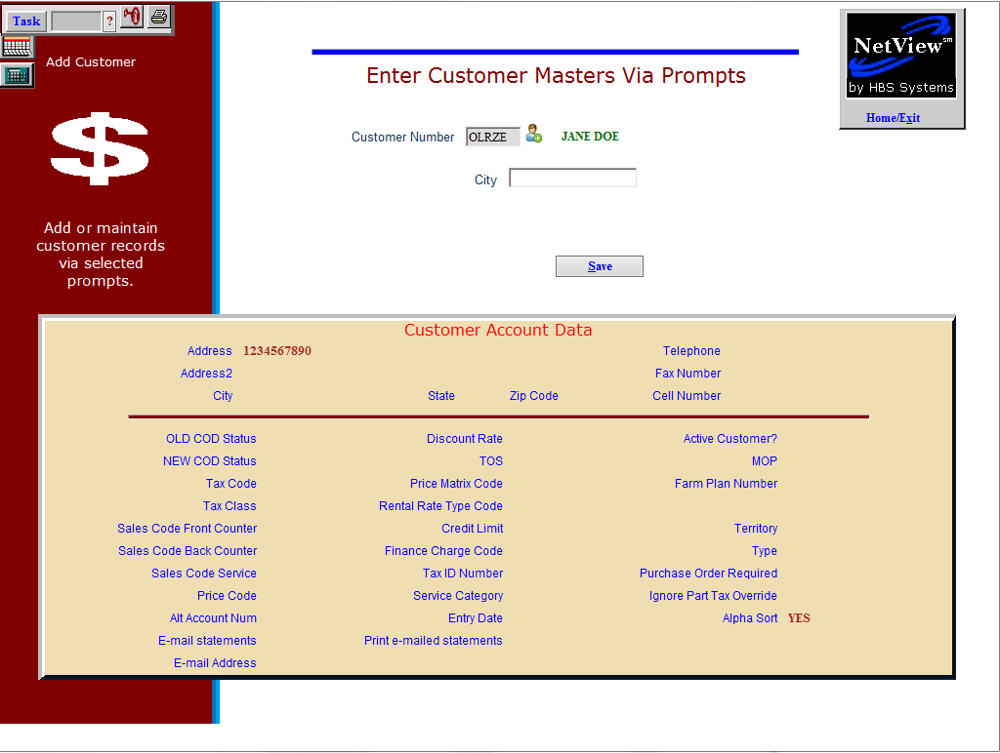 Task ?
Add Customer
$
Add or maintain
customer records
via selected
prompts.
Enter Customer Masters Via Prompts
NetView℠
by HBS Systems
Home/Exit
Customer Number OLRZE JANE DOE
City
Save
Customer Account Data
Address 1234567890 Telephone
Address2 Fax Number
City State Zip Code Cell Number
OLD COD Status Discount Rate Active Customer?
NEW COD Status TOS MOP
Tax Code Price Matrix Code Farm Plan Number
Tax Class Rental Rate Type Code
Sales Code Front Counter Credit Limit Territory
Sales Code Back Counter Finance Charge Code Type
Sales Code Service Tax ID Number Purchase Order Required
Price Code Service Category Ignore Part Tax Override
Alt Account Num Entry Date Alpha Sort YES
E-mail statements Print e-mailed statements
E-mail Address